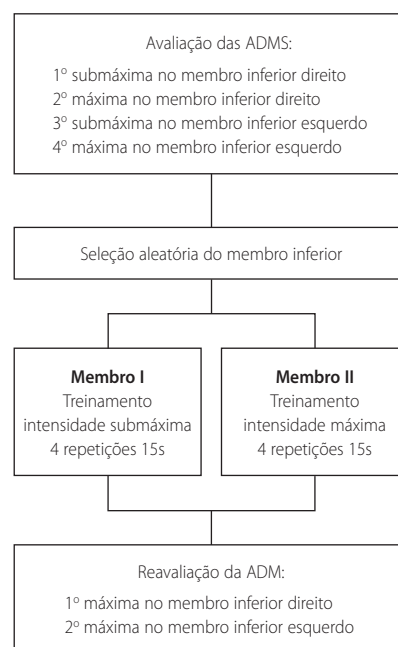 Avaliação das ADMS:
1º submáxima no membro inferior direito
2º máxima no membro inferior direito
3º submáxima no membro inferior esquerdo
4º máxima no membro inferior esquerdo
Seleção aleatória do membro inferior
Membro I
Treinamento
intensidade submáxima
4 repetições 15s
Membro II
Treinamento
intensidade máxima
4 repetições 15s
Reavaliação da ADM:
1º máxima no membro inferior direito
2º máxima no membro inferior esquerdo